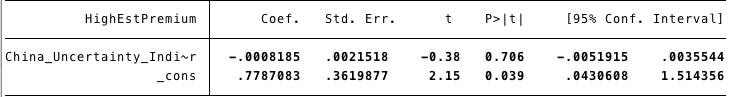 HighEstPremium Coef. Std. Err. t P>|t| [95% Conf. Interval]
China_Uncertainty_Indi~r -.0008185 .0021518 -0.38 0.706 -.0051915 .0035544
_cons .7787083 .3619877 2.15 0.039 .0430608 1.514356